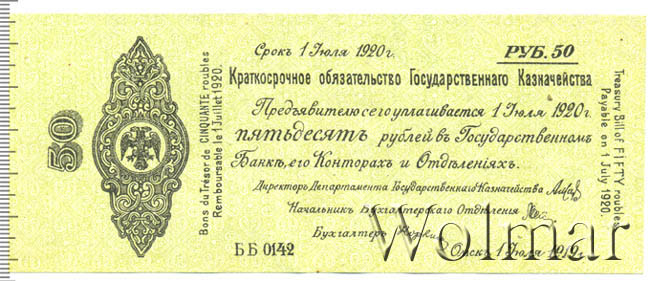 50
Bons du Trésor de CINQUANTE roubles
Remboursable le 1 Juillet 1920.
Срокъ 1 Июля 1920 г.
РУБ. 50
Краткосрочное обязательство Государственнаго Казначейства
Предъявителю сего уплачивается 1 Июля 1920 г.
пятьдесятъ рублей въ Государственномъ
Банкѣ, его Конторахъ и Отдѣленіяхъ.
Директоръ Департамента Государственнаго Казначейства
Начальникъ Бухгалтерскаго Отдѣленія
Бухгалтеръ
ББ 0142
Омскъ 1 Июля 1919 г.
Treasury Bill of FIFTY roubles
Payable on 1 July 1920.
Wolmar